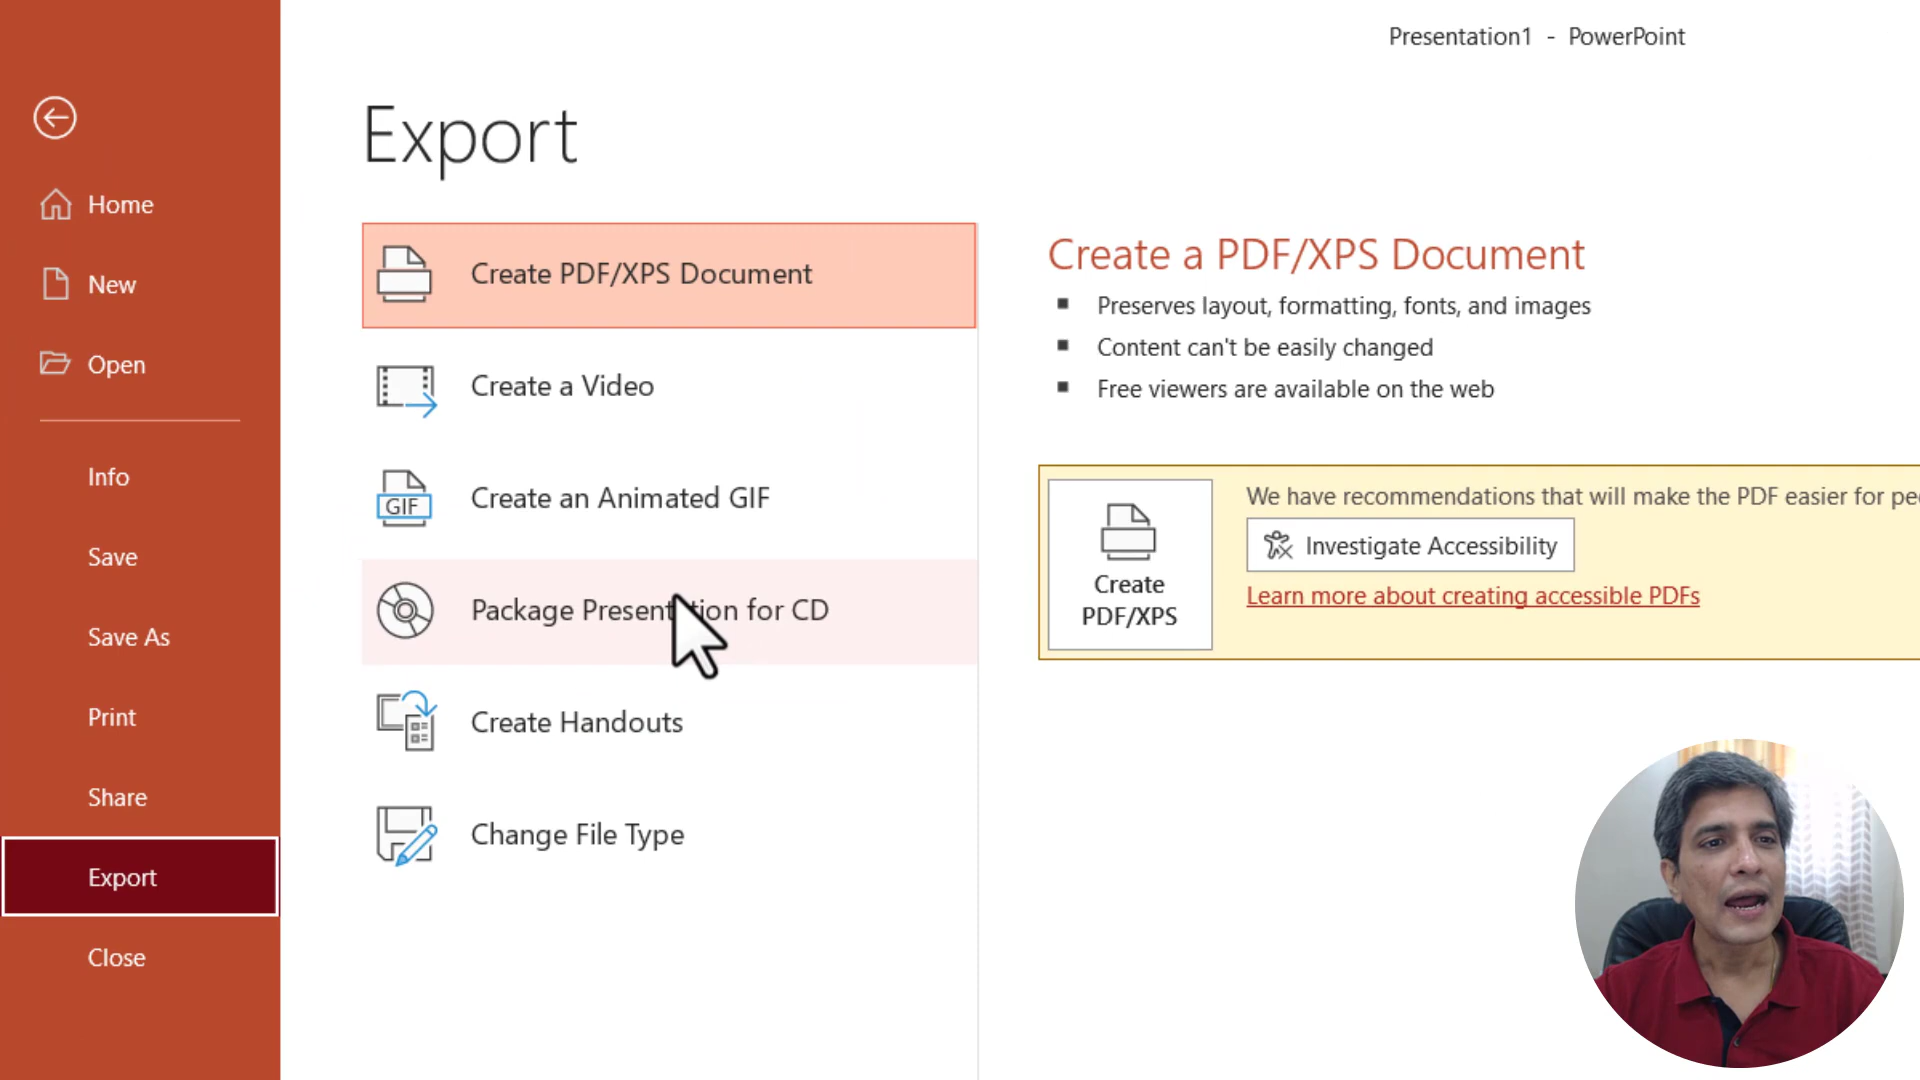 Presentation1 - PowerPoint
Home
New
Open
Info
Save
Save As
Print
Share
Export
Close
Export
Create PDF/XPS Document
Create a Video
GIF
Create an Animated GIF
Package Presentation for CD
Create Handouts
Change File Type
Create a PDF/XPS Document
Preserves layout, formatting, fonts, and images
Content can't be easily changed
Free viewers are available on the web
Create
PDF/XPS
We have recommendations that will make the PDF easier for
Investigate Accessibility
Learn more about creating accessible PDFs